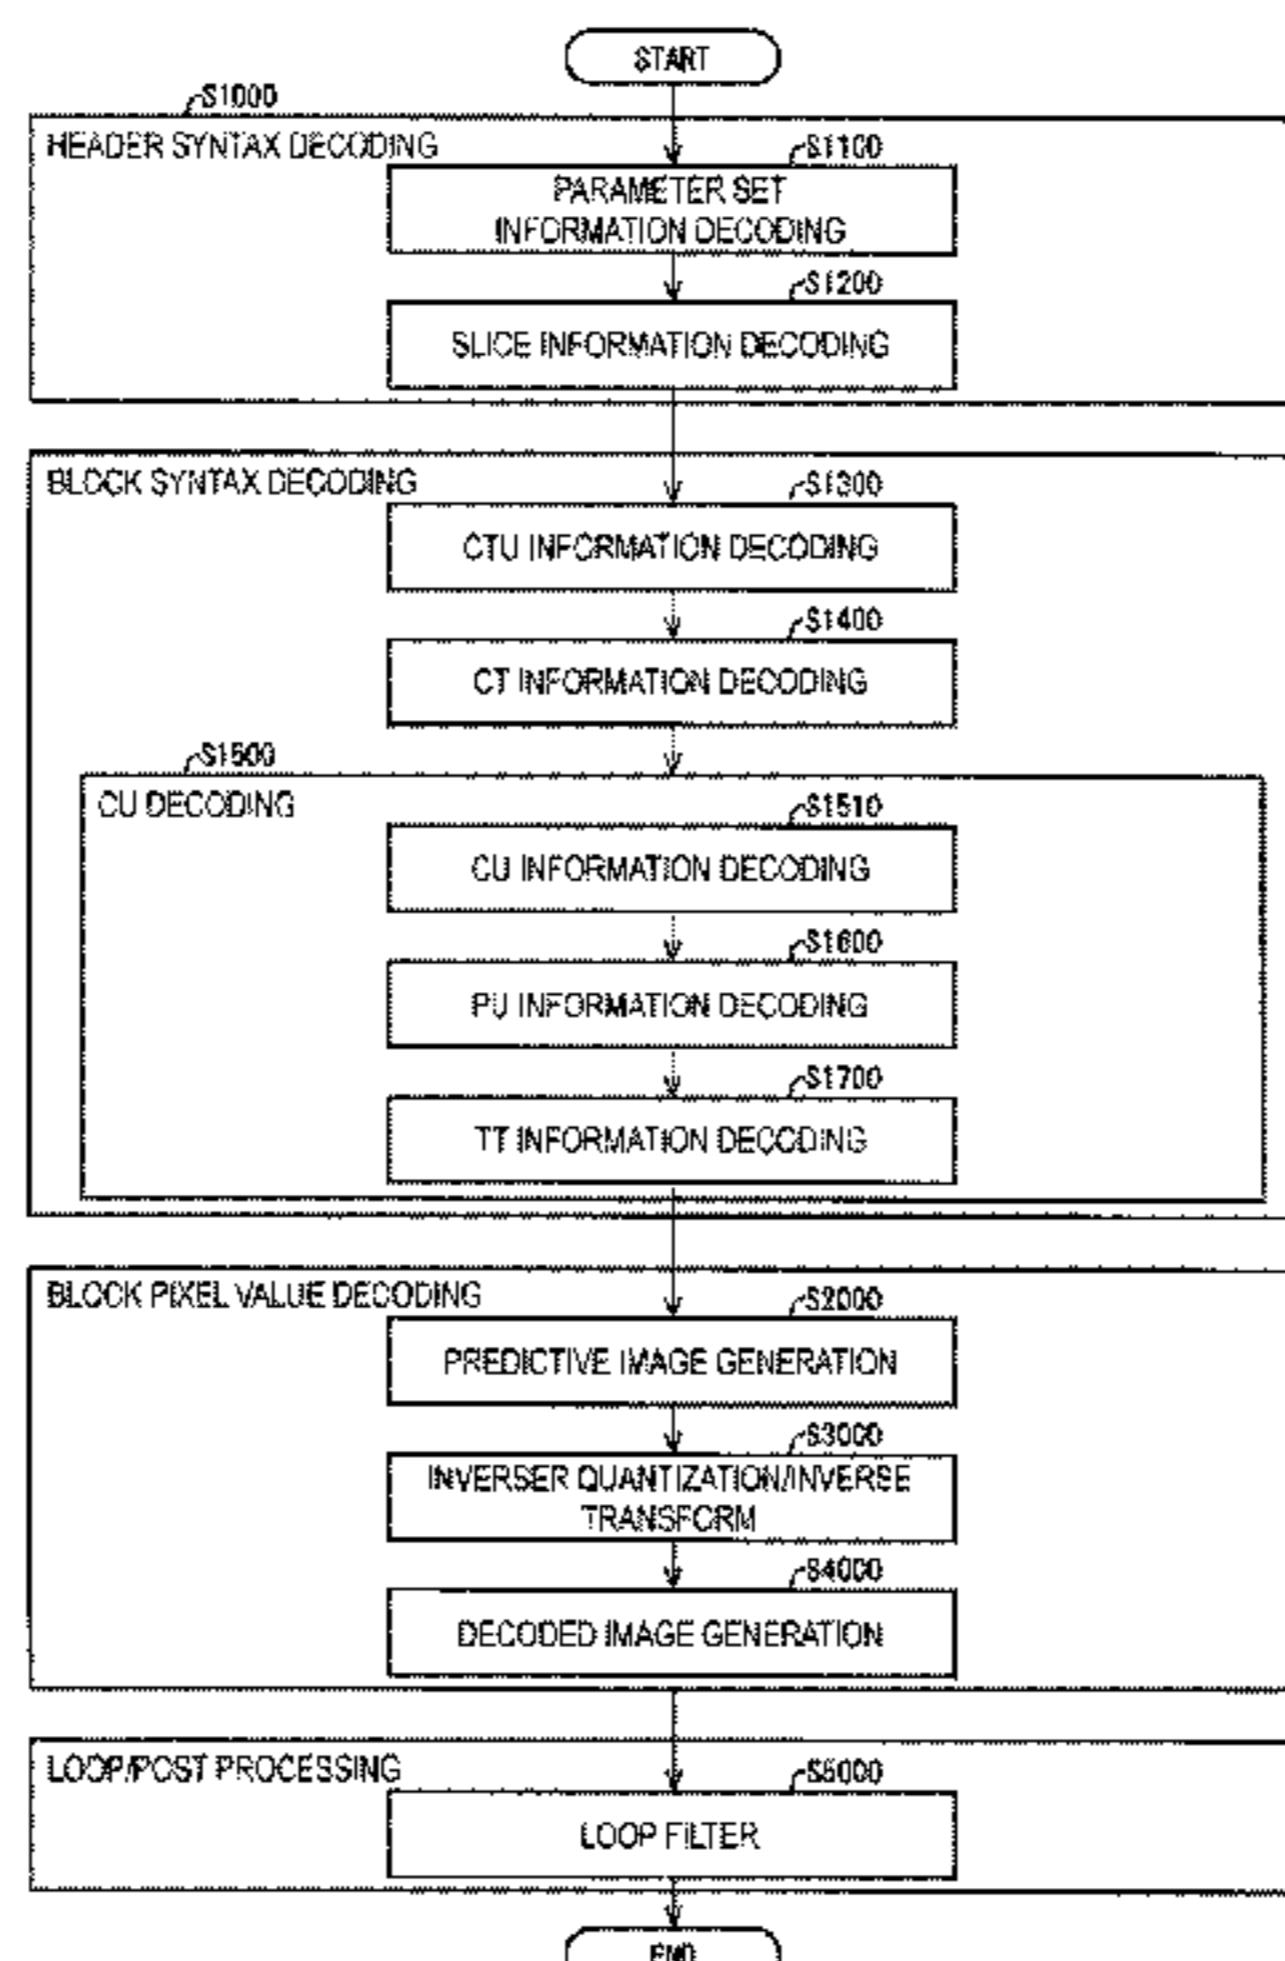 START
S1000
HEADER SYNTAX DECODING
S1100
PARAMETER SET
INFORMATION DECODING
S1200
SLICE INFORMATION DECODING
BLOCK SYNTAX DECODING
S1300
CTU INFORMATION DECODING
S1400
CT INFORMATION DECODING
S1500
CU DECODING
S1510
CU INFORMATION DECODING
S1600
PU INFORMATION DECODING
S1700
TT INFORMATION DECODING
BLOCK PIXEL VALUE DECODING
S2000
PREDICTIVE IMAGE GENERATION
S3000
INVERSER QUANTIZATION/INVERSE
TRANSFORM
S4000
DECODED IMAGE GENERATION
LOOP/POST PROCESSING
S5000
LOOP FILTER
END